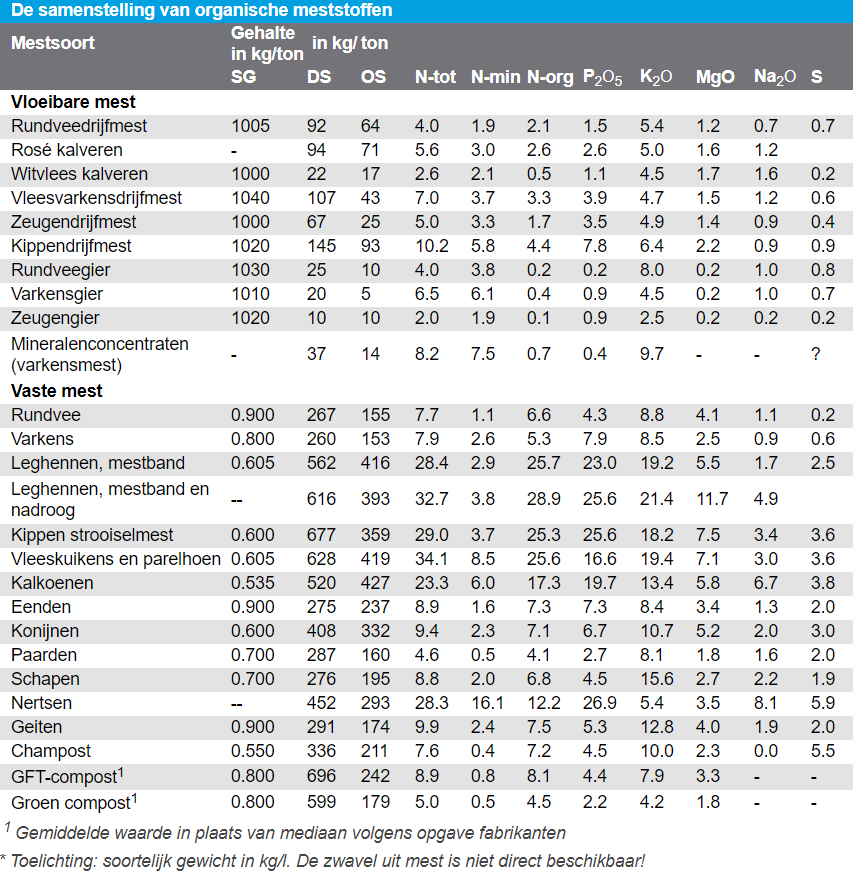 De samenstelling van organische meststoffen
Mestsoort Gehalte in kg/ton in kg/ ton
SG DS OS N-tot N-min N-org P2O5 K2O MgO Na2O S
Vloeibare mest
Rundveedrijfmest 1005 92 64 4.0 1.9 2.1 1.5 5.4 1.2 0.7 0.7
Rosé kalveren - 94 71 5.6 3.0 2.6 2.6 5.0 1.6 1.2
Witvlees kalveren 1000 22 17 2.6 2.1 0.5 1.1 4.5 1.7 1.6 0.2
Vleesvarkensdrijfmest 1040 107 43 7.0 3.7 3.3 3.9 4.7 1.5 1.2 0.6
Zeugendrijfmest 1000 67 25 5.0 3.3 1.7 3.5 4.9 1.4 0.9 0.4
Kippendrijfmest 1020 145 93 10.2 5.8 4.4 7.8 6.4 2.2 0.9 0.9
Rundveegier 1030 25 10 4.0 3.8 0.2 0.2 8.0 0.2 1.0 0.8
Varkensgier 1010 20 5 6.5 6.1 0.4 0.9 4.5 0.2 1.0 0.7
Zeugengier 1020 10 10 2.0 1.9 0.1 0.9 2.5 0.2 0.2 0.2
Mineralenconcentraten
(varkensmest) - 37 14 8.2 7.5 0.7 0.4 9.7 - - ?
Vaste mest
Rundvee 0.900 267 155 7.7 1.1 6.6 4.3 8.8 4.1 1.1 0.2
Varkens 0.800 260 153 7.9 2.6 5.3 7.9 8.5 2.5 0.9 0.6
Leghennen, mestband 0.605 562 416 28.4 2.9 25.7 23.0 19.2 5.5 1.7 2.5
Leghennen, mestband en
nadroog -- 616 393 32.7 3.8 28.9 25.6 21.4 11.7 4.9
Kippen strooiselmest 0.600 677 359 29.0 3.7 25.3 25.6 18.2 7.5 3.4 3.6
Vleeskuikens en parelhoen 0.605 628 419 34.1 8.5 25.6 16.6 19.4 7.1 3.0 3.6
Kalkoenen 0.535 520 427 23.3 6.0 17.3 19.7 13.4 5.8 6.7 3.8
Eenden 0.900 275 237 8.9 1.6 7.3 7.3 8.4 3.4 1.3 2.0
Konijnen 0.600 408 332 9.4 2.3 7.1 6.7 10.7 5.2 2.0 3.0
Paarden 0.700 287 160 4.6 0.5 4.1 2.7 8.1 1.8 1.6 2.0
Schapen 0.700 276 195 8.8 2.0 6.8 4.5 15.6 2.7 2.2 1.9
Nertsen -- 452 293 28.3 16.1 12.2 26.9 5.4 3.5 8.1 5.9
Geiten 0.900 291 174 9.9 2.4 7.5 5.3 12.8 4.0 1.9 2.0
Champost 0.550 336 211 7.6 0.4 7.2 4.5 10.0 2.3 0.0 5.5
GFT-compost1 0.800 696 242 8.9 0.8 8.1 4.4 7.9 3.3 - -
Groen compost1 0.800 599 179 5.0 0.5 4.5 2.2 4.2 1.8 - -
1 Gemiddelde waarde in plaats van mediaan volgens opgave fabrikanten
* Toelichting: soortelijk gewicht in kg/l. De zwavel uit mest is niet direct beschikbaar!